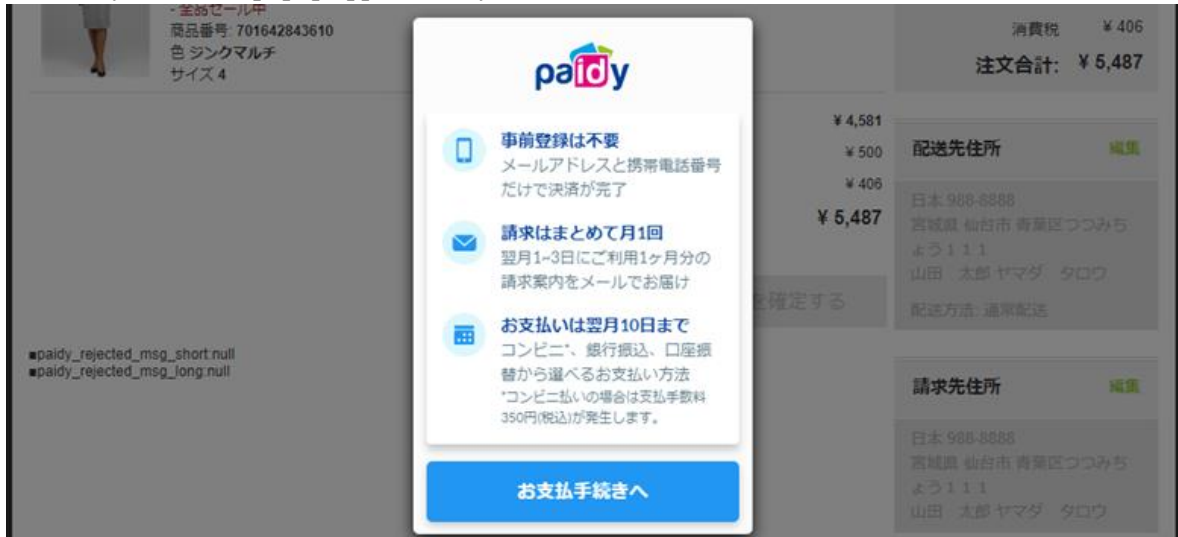 - 全品セール中
商品番号: 701642843610
色 ジンクマルチ
サイズ 4
消費税 ¥ 406
注文合計: ¥ 5,487
paidy
事前登録は不要
メールアドレスと携帯電話番号
だけで決済が完了
請求はまとめて月1回
翌月1~3日にご利用1ヶ月分の
請求案内をメールでお届け
お支払いは翌月10日まで
コンビニ*、銀行振込、口座振
替から選べるお支払い方法
*コンビニ払いの場合は支払手数料
350円(税込)が発生します。
お支払手続きへ
¥ 4,581
¥ 500
¥ 406
¥ 5,487
を確定する
■paidy_rejected_msg_short:null
■paidy_rejected_msg_long:null
配送先住所 編集
日本 988-8888
宮城県 仙台市 青葉区つつみち
ょう１１１
山田 太郎 ヤマダ タロウ
配送方法: 通常配送
請求先住所 編集
日本 988-8888
宮城県 仙台市 青葉区つつみち
ょう１１１
山田 太郎 ヤマダ タロウ